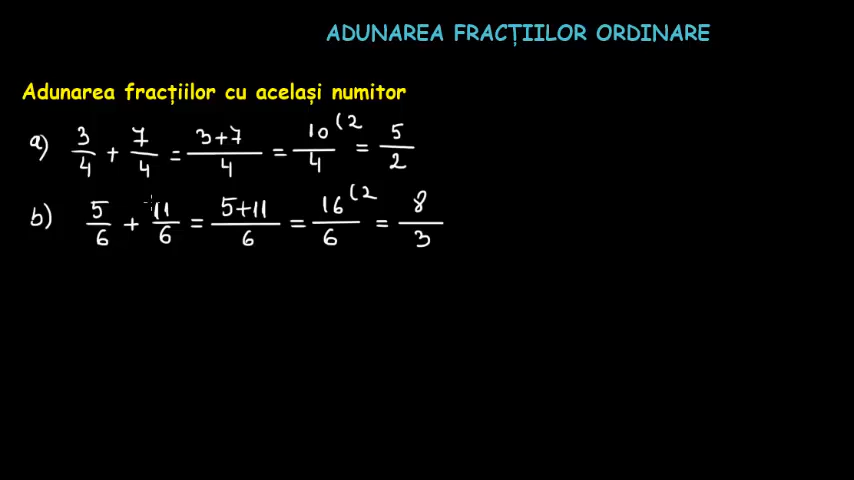 ADUNAREA FRACȚIILOR ORDINARE
Adunarea fracțiilor cu același numitor
a) 3/4 + 7/4 = 3+7/4 = 10/4 (2 = 5/2
b) 5/6 + 11/6 = 5+11/6 = 16/6 (2 = 8/3